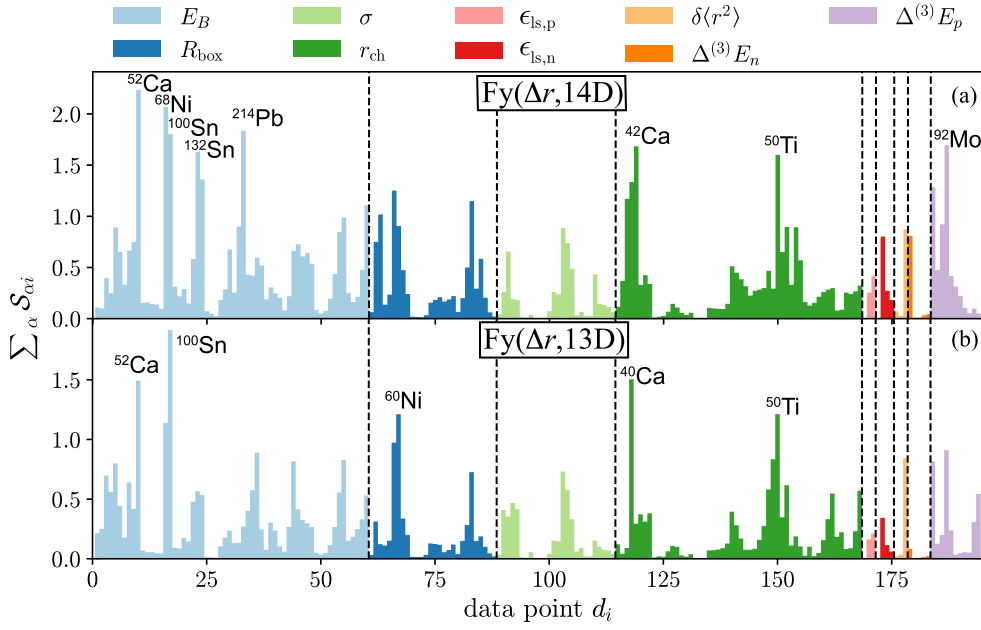 E_B σ ϵ_ls,p δ⟨r²⟩ Δ⁽³⁾E_p
R_box r_ch ϵ_ls,n Δ⁽³⁾E_n
Fy(Δr,14D)
(a)
⁵²Ca
⁶⁸Ni
¹⁰⁰Sn
¹³²Sn
²¹⁴Pb
⁴²Ca
⁵⁰Ti
⁹²Mo
2.0
1.5
1.0
0.5
0.0
Fy(Δr,13D)
(b)
⁵²Ca
¹⁰⁰Sn
⁶⁰Ni
⁴⁰Ca
⁵⁰Ti
1.5
1.0
0.5
0.0
∑_α 𝒮_αi
0 25 50 75 100 125 150 175
data point d_i